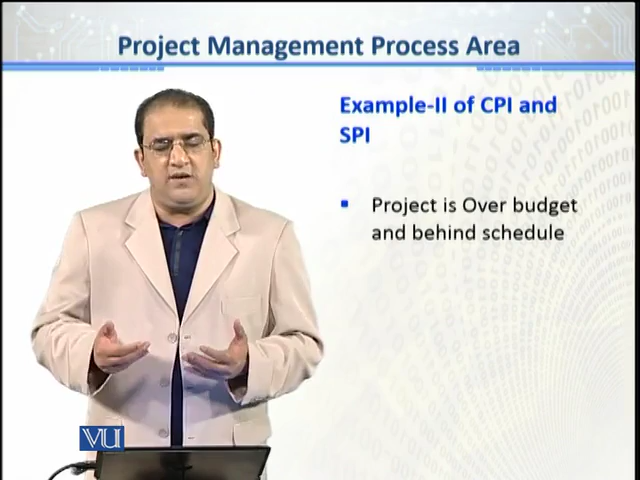 Project Management Process Area
Example-II of CPI and
SPI
Project is Over budget
and behind schedule
VU